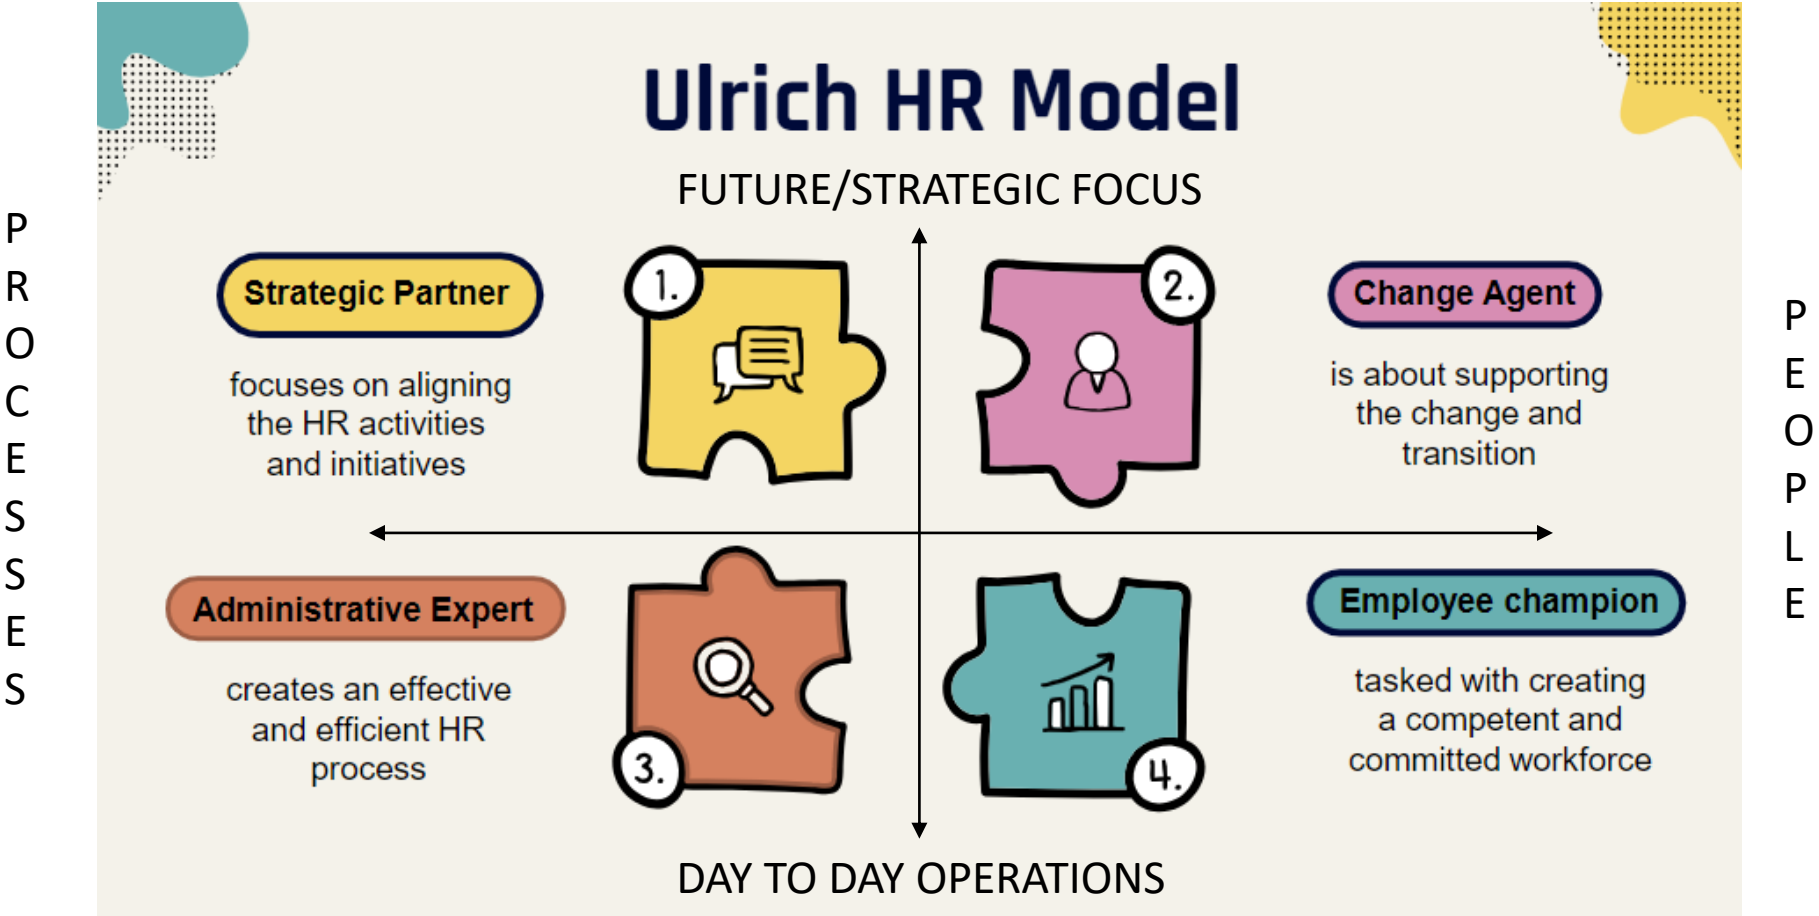 Ulrich HR Model
FUTURE/STRATEGIC FOCUS
PROCESSES
PEOPLE
1.
Strategic Partner
focuses on aligning
the HR activities
and initiatives
2.
Change Agent
is about supporting
the change and
transition
3.
Administrative Expert
creates an effective
and efficient HR
process
4.
Employee champion
tasked with creating
a competent and
committed workforce
DAY TO DAY OPERATIONS